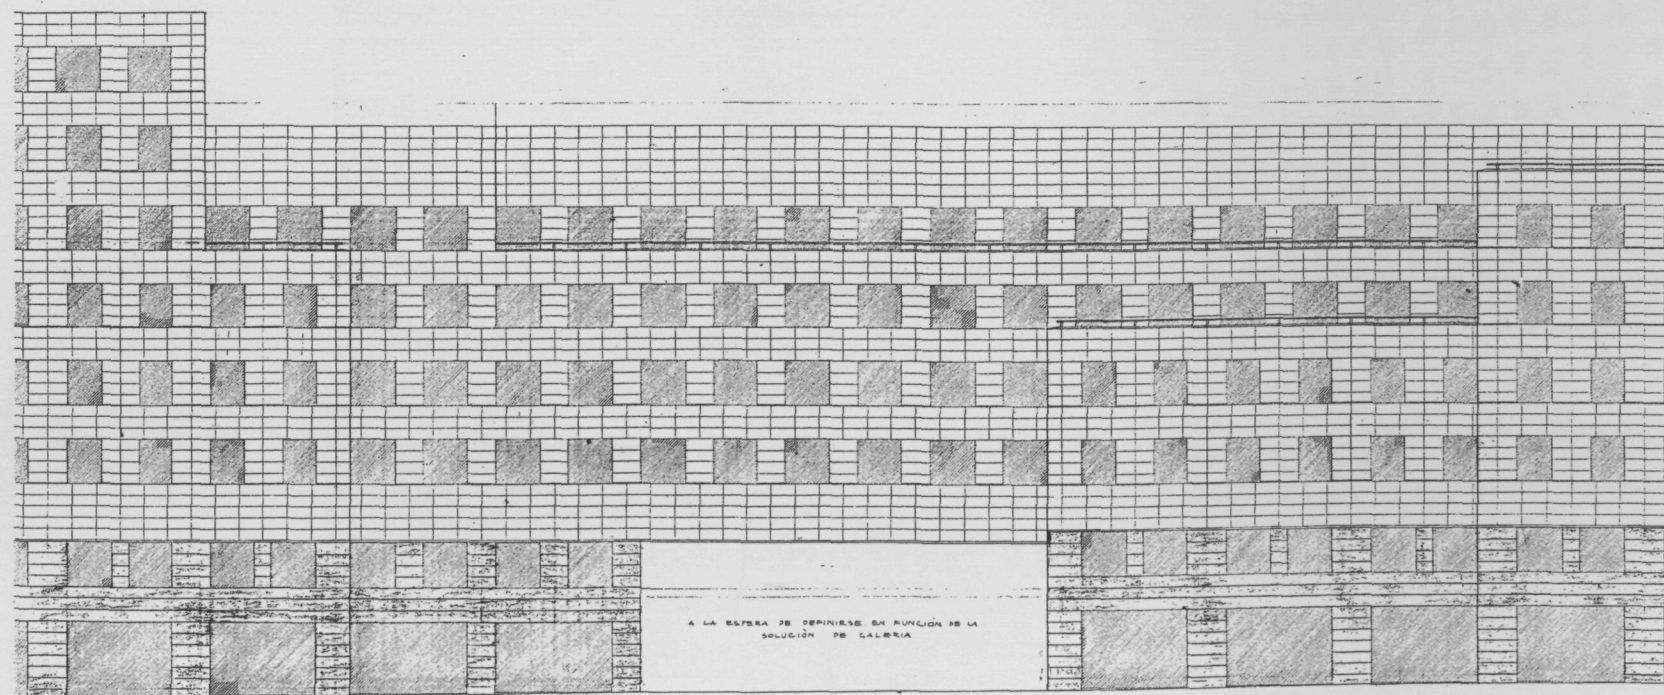 A LA ESPERA DE DEFINIRSE EN FUNCIÓN DE LA
SOLUCIÓN DE GALERIA